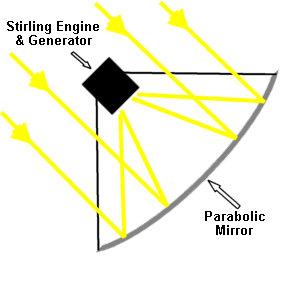 Stirling Engine
& Generator
Parabolic
Mirror